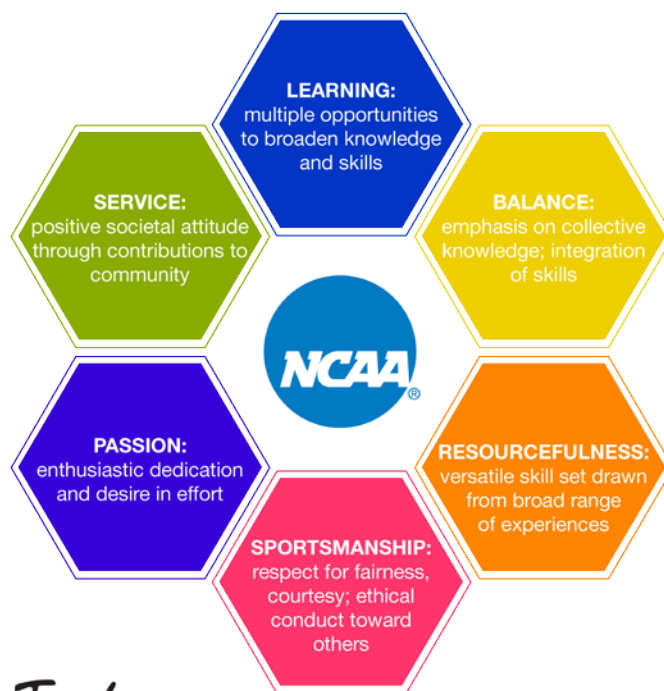 LEARNING:
multiple opportunities
to broaden knowledge
and skills
SERVICE:
positive societal attitude
through contributions to
community
BALANCE:
emphasis on collective
knowledge; integration
of skills
NCAA®
PASSION:
enthusiastic dedication
and desire in effort
RESOURCEFULNESS:
versatile skill set drawn
from broad range
of experiences
SPORTSMANSHIP:
respect for fairness,
courtesy; ethical
conduct toward
others